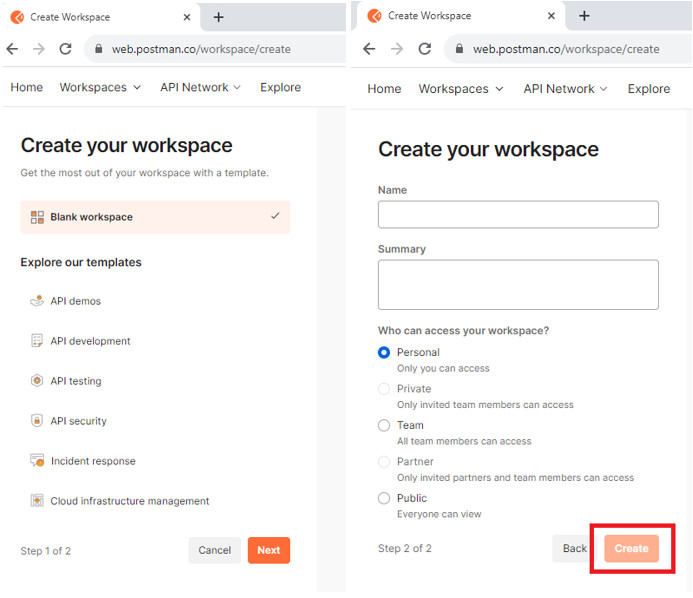 Create Workspace
web.postman.co/workspace/create
Home Workspaces API Network Explore
Create your workspace
Get the most out of your workspace with a template.
Blank workspace
Explore our templates
API demos
API development
API testing
API security
Incident response
Cloud infrastructure management
Step 1 of 2 Cancel Next
Create Workspace
web.postman.co/workspace/create
Home Workspaces API Network Explore
Create your workspace
Name
Summary
Who can access your workspace?
Personal
Only you can access
Private
Only invited team members can access
Team
All team members can access
Partner
Only invited partners and team members can access
Public
Everyone can view
Step 2 of 2 Back Create